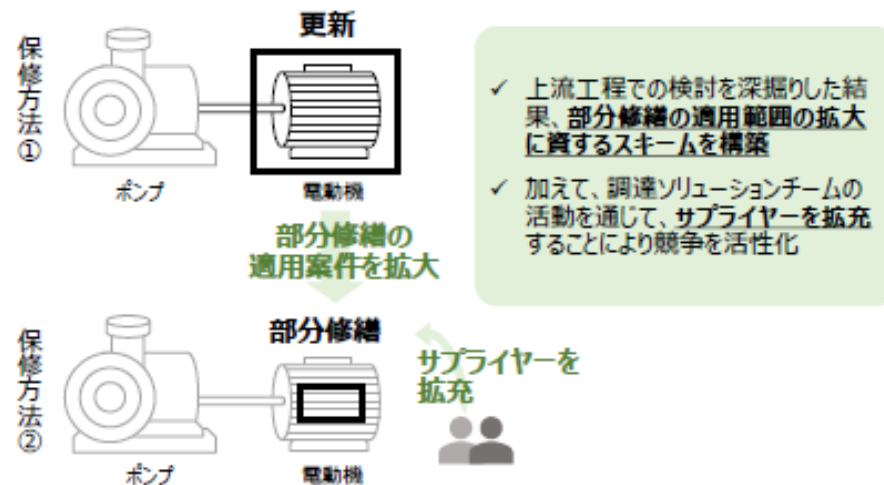 更新
保修方法①
ポンプ
電動機
部分修繕の
適用案件を拡大
✓ 上流工程での検討を深掘りした結
果、部分修繕の適用範囲の拡大
に資するスキームを構築
✓ 加えて、調達ソリューションチームの
活動を通じて、サプライヤーを拡充
することにより競争を活性化
保修方法②
部分修繕
サプライヤーを
拡充
ポンプ
電動機